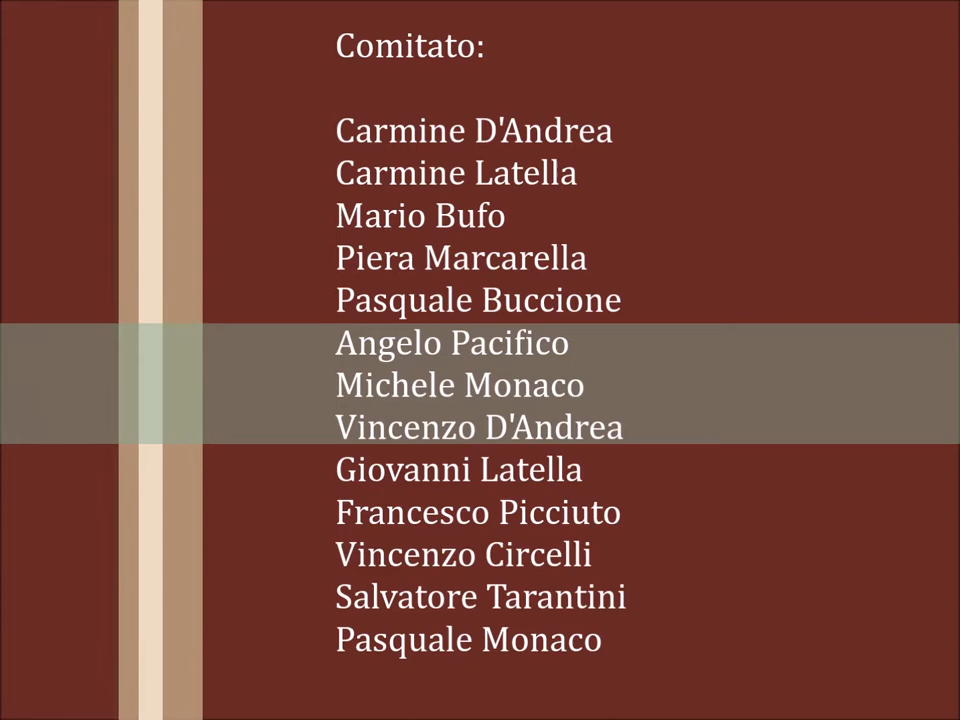 Comitato:
Carmine D'Andrea
Carmine Latella
Mario Bufo
Piera Marcarella
Pasquale Buccione
Angelo Pacifico
Michele Monaco
Vincenzo D'Andrea
Giovanni Latella
Francesco Picciuto
Vincenzo Circelli
Salvatore Tarantini
Pasquale Monaco